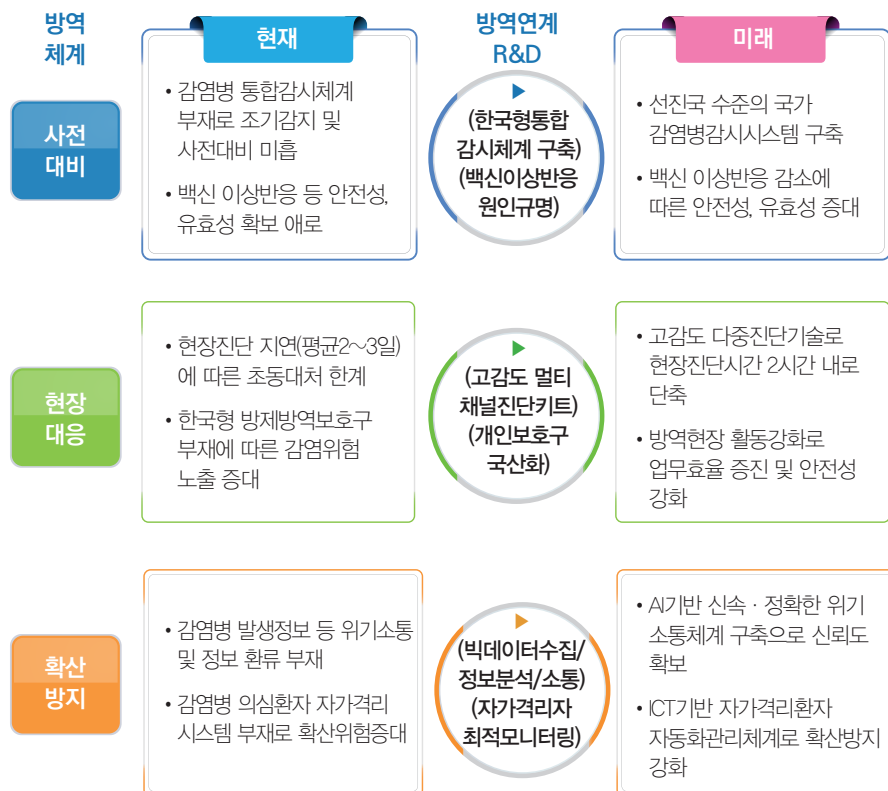 방역
체계
현재
방역연계
R&D
미래
사전
대비
• 감염병 통합감시체계
부재로 조기감지 및
사전대비 미흡
• 백신 이상반응 등 안전성,
유효성 확보 애로
(한국형통합
감시체계 구축)
(백신이상반응
원인규명)
• 선진국 수준의 국가
감염병감시시스템 구축
• 백신 이상반응 감소에
따른 안전성, 유효성 증대
현장
대응
• 현장진단 지연(평균2~3일)
에 따른 초동대처 한계
• 한국형 방제방역보호구
부재에 따른 감염위험
노출 증대
(고감도 멀티
채널진단키트)
(개인보호구
국산화)
• 고감도 다중진단기술로
현장진단시간 2시간 내로
단축
• 방역현장 활동강화로
업무효율 증진 및 안전성
강화
확산
방지
• 감염병 발생정보 등 위기소통
및 정보 환류 부재
• 감염병 의심환자 자가격리
시스템 부재로 확산위험증대
(빅데이터수집/
정보분석/소통)
(자가격리자
최적모니터링)
• AI기반 신속 · 정확한 위기
소통체계 구축으로 신뢰도
확보
• ICT기반 자가격리환자
자동화관리체계로 확산방지
강화